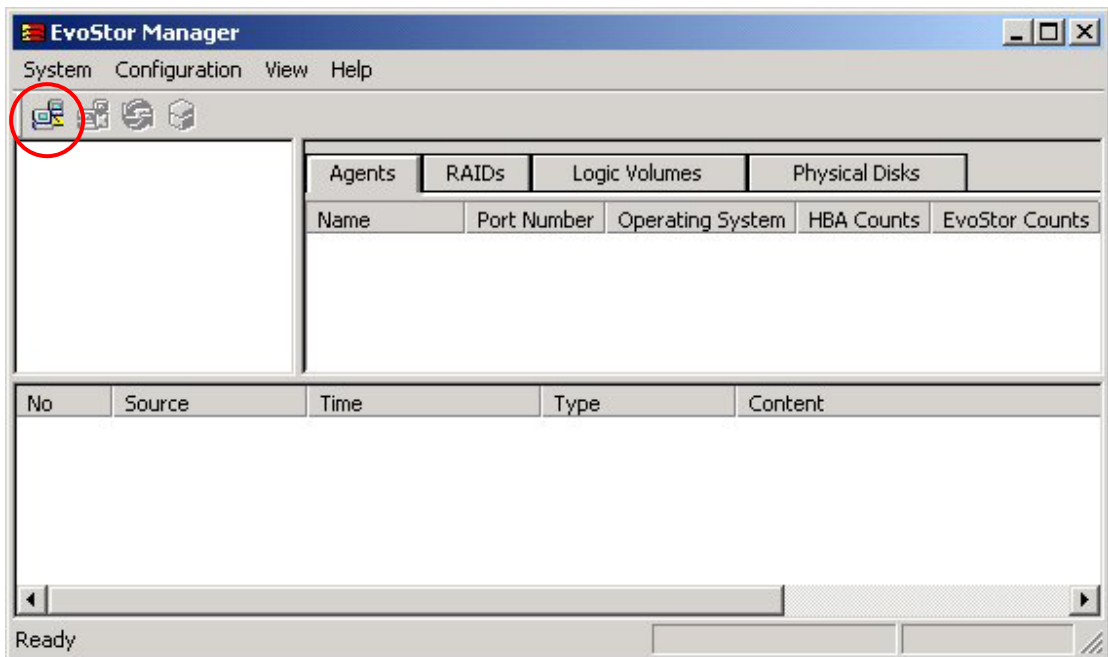 EvoStor Manager
System Configuration View Help
Agents RAIDs Logic Volumes Physical Disks
Name Port Number Operating System HBA Counts EvoStor Counts
No Source Time Type Content
Ready